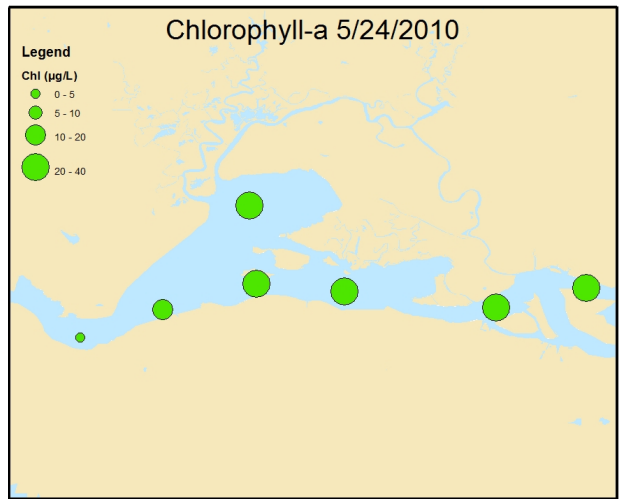 Chlorophyll-a 5/24/2010
Legend
Chl (µg/L)
0 - 5
5 - 10
10 - 20
20 - 40